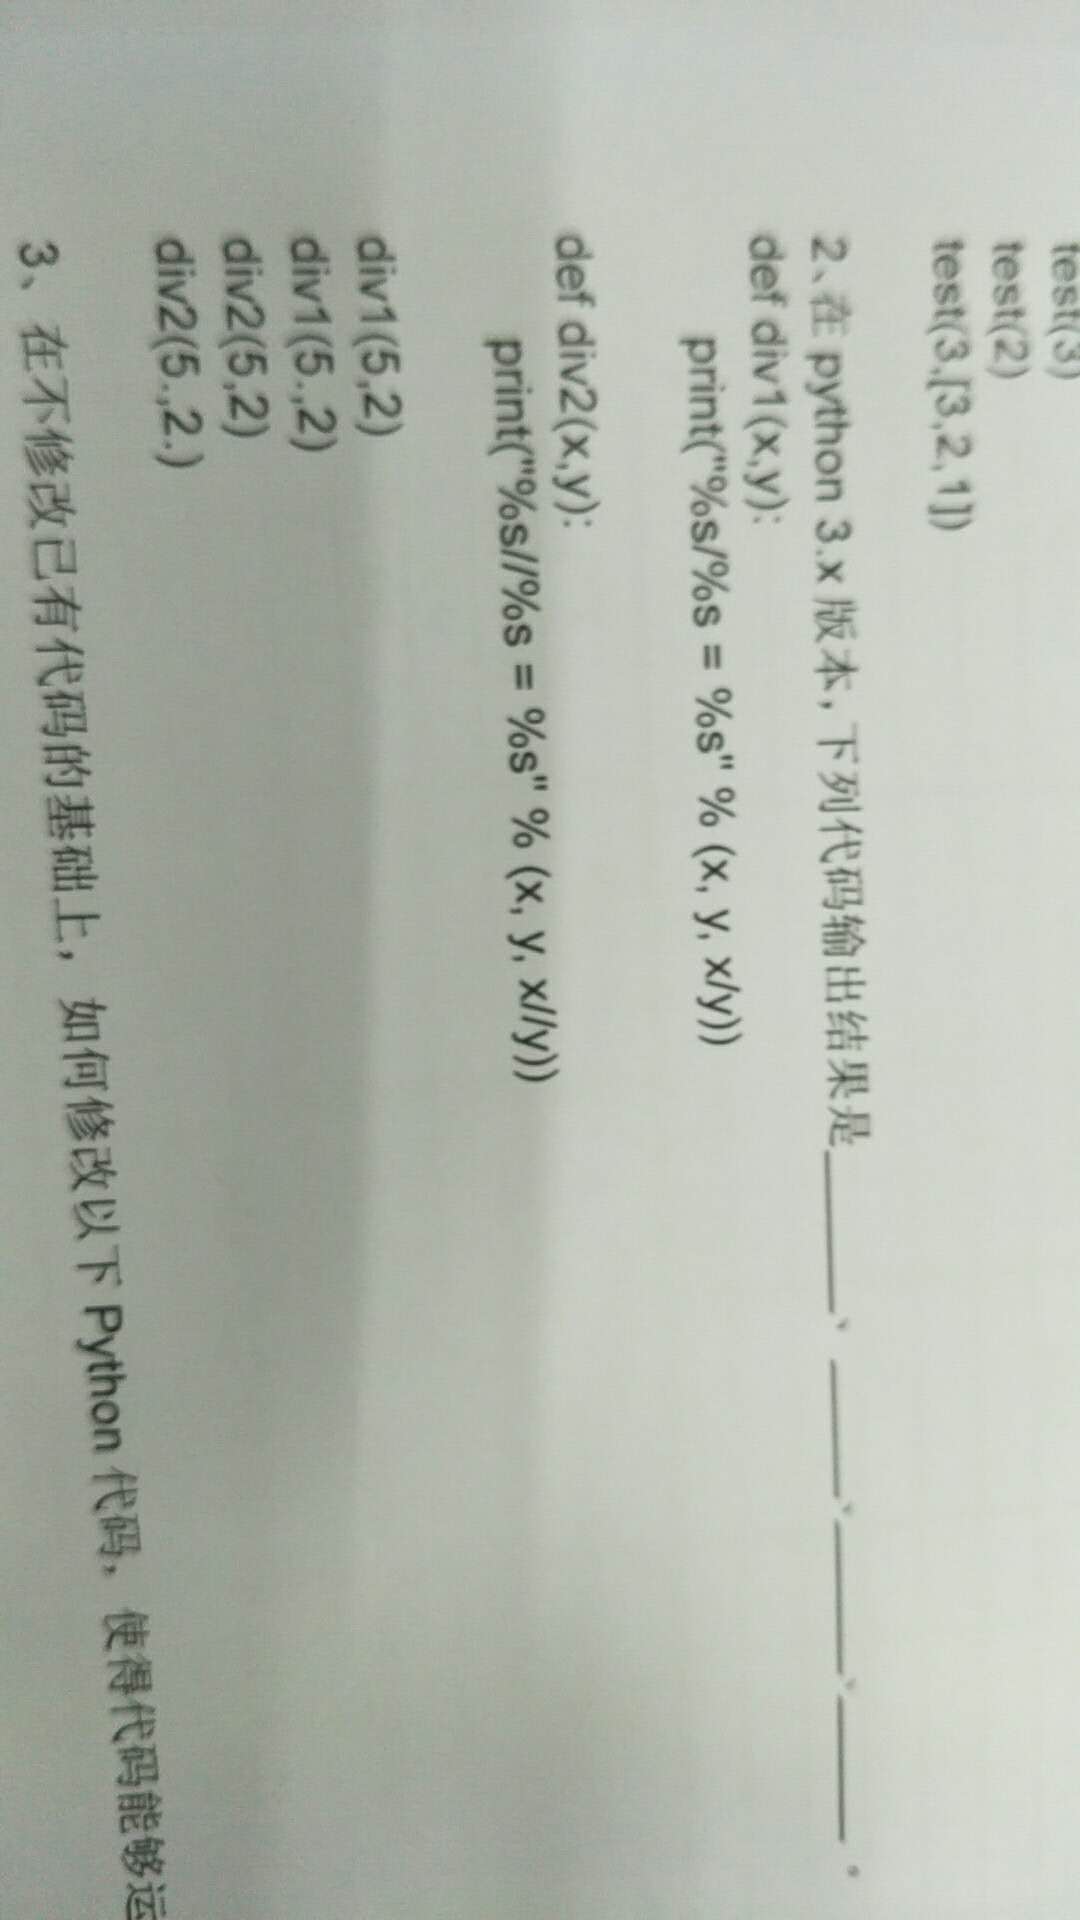 test(3)
test(2)
test(3,[3,2,1])
2、在 python 3.x 版本，下列代码输出结果是______、______、______、______。
def div1(x,y):
print("%s/%s = %s" % (x, y, x/y))
def div2(x,y):
print("%s//%s = %s" % (x, y, x//y))
div1(5,2)
div1(5.,2)
div2(5,2)
div2(5.,2.)
3、在不修改已有代码的基础上，如何修改以下 Python 代码，使得代码能够运